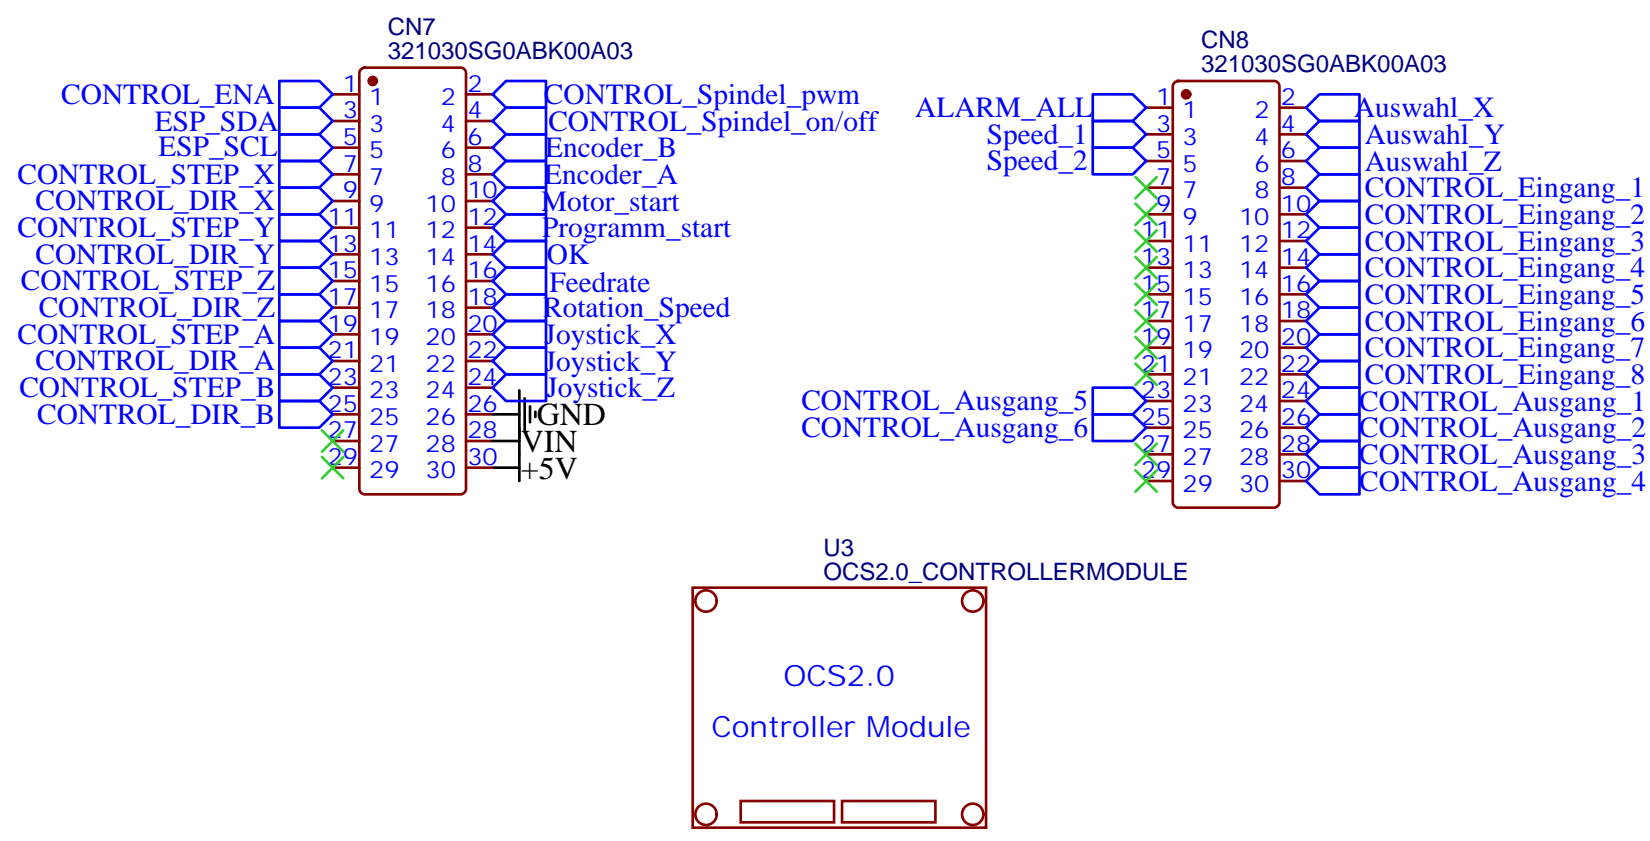 CN7
321030SG0ABK00A03
CONTROL_ENA 1 1 2 2 CONTROL_Spindel_pwm
ESP_SDA 3 3 4 4 CONTROL_Spindel_on/off
ESP_SCL 5 5 6 6 Encoder_B
CONTROL_STEP_X 7 7 8 8 Encoder_A
CONTROL_DIR_X 9 9 10 10 Motor_start
CONTROL_STEP_Y 11 11 12 12 Programm_start
CONTROL_DIR_Y 13 13 14 14 OK
CONTROL_STEP_Z 15 15 16 16 Feedrate
CONTROL_DIR_Z 17 17 18 18 Rotation_Speed
CONTROL_STEP_A 19 19 20 20 Joystick_X
CONTROL_DIR_A 21 21 22 22 Joystick_Y
CONTROL_STEP_B 23 23 24 24 Joystick_Z
CONTROL_DIR_B 25 25 26 26 GND
27 27 28 28 VIN
29 29 30 30 +5V
CN8
321030SG0ABK00A03
ALARM_ALL 1 1 2 2 Auswahl_X
Speed_1 3 3 4 4 Auswahl_Y
Speed_2 5 5 6 6 Auswahl_Z
7 7 8 8 CONTROL_Eingang_1
9 9 10 10 CONTROL_Eingang_2
11 11 12 12 CONTROL_Eingang_3
13 13 14 14 CONTROL_Eingang_4
15 15 16 16 CONTROL_Eingang_5
17 17 18 18 CONTROL_Eingang_6
19 19 20 20 CONTROL_Eingang_7
21 21 22 22 CONTROL_Eingang_8
CONTROL_Ausgang_5 23 23 24 24 CONTROL_Ausgang_1
CONTROL_Ausgang_6 25 25 26 26 CONTROL_Ausgang_2
27 27 28 28 CONTROL_Ausgang_3
29 29 30 30 CONTROL_Ausgang_4
U3
OCS2.0_CONTROLLERMODULE
OCS2.0
Controller Module